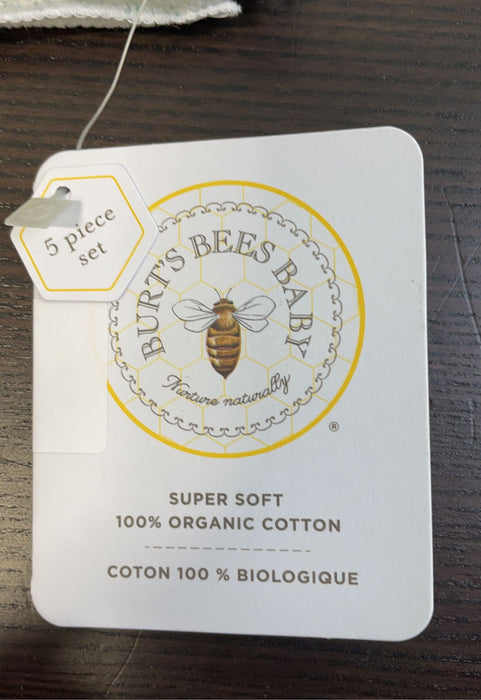 5 piece
set
BURT'S BEES BABY
Nurture naturally
®
SUPER SOFT
100% ORGANIC COTTON
COTON 100 % BIOLOGIQUE